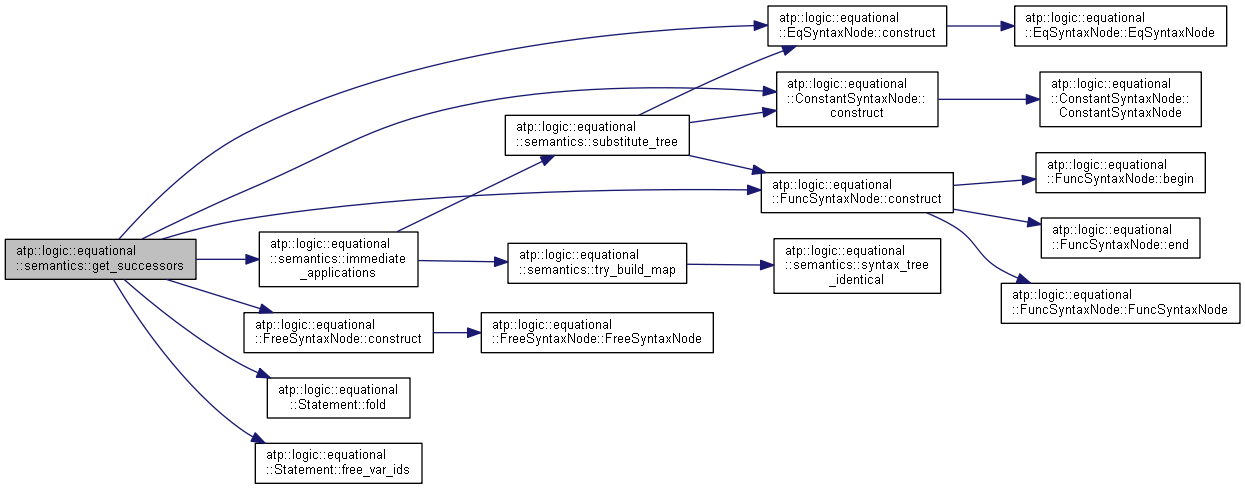 atp::logic::equational
::semantics::get_successors
atp::logic::equational
::EqSyntaxNode::construct
atp::logic::equational
::EqSyntaxNode::EqSyntaxNode
atp::logic::equational
::ConstantSyntaxNode::
construct
atp::logic::equational
::ConstantSyntaxNode::
ConstantSyntaxNode
atp::logic::equational
::semantics::substitute_tree
atp::logic::equational
::FuncSyntaxNode::construct
atp::logic::equational
::FuncSyntaxNode::begin
atp::logic::equational
::FuncSyntaxNode::end
atp::logic::equational
::FuncSyntaxNode::FuncSyntaxNode
atp::logic::equational
::semantics::immediate
_applications
atp::logic::equational
::semantics::try_build_map
atp::logic::equational
::semantics::syntax_tree
_identical
atp::logic::equational
::FreeSyntaxNode::construct
atp::logic::equational
::FreeSyntaxNode::FreeSyntaxNode
atp::logic::equational
::Statement::fold
atp::logic::equational
::Statement::free_var_ids